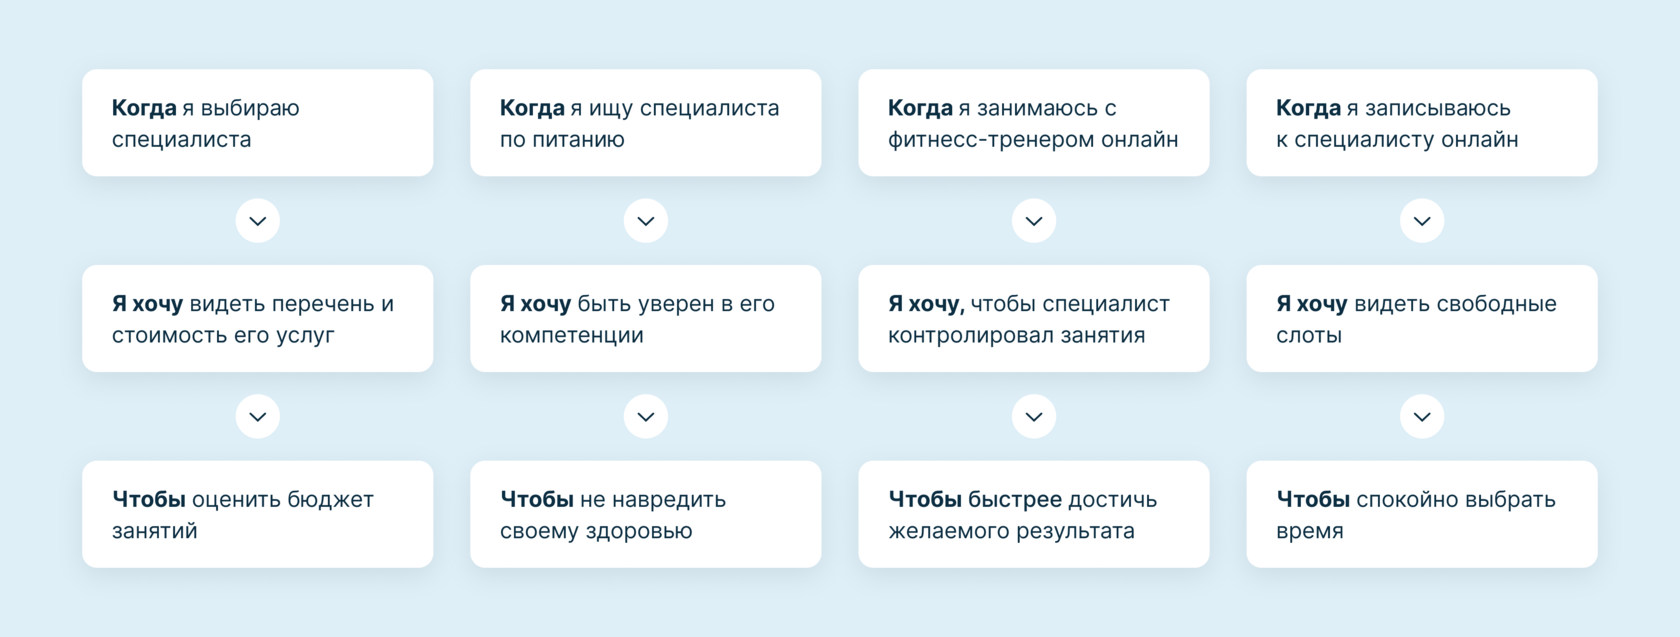 Когда я выбираю
специалиста
Я хочу видеть перечень и
стоимость его услуг
Чтобы оценить бюджет
занятий
Когда я ищу специалиста
по питанию
Я хочу быть уверен в его
компетенции
Чтобы не навредить
своему здоровью
Когда я занимаюсь с
фитнесс-тренером онлайн
Я хочу, чтобы специалист
контролировал занятия
Чтобы быстрее достичь
желаемого результата
Когда я записываюсь
к специалисту онлайн
Я хочу видеть свободные
слоты
Чтобы спокойно выбрать
время